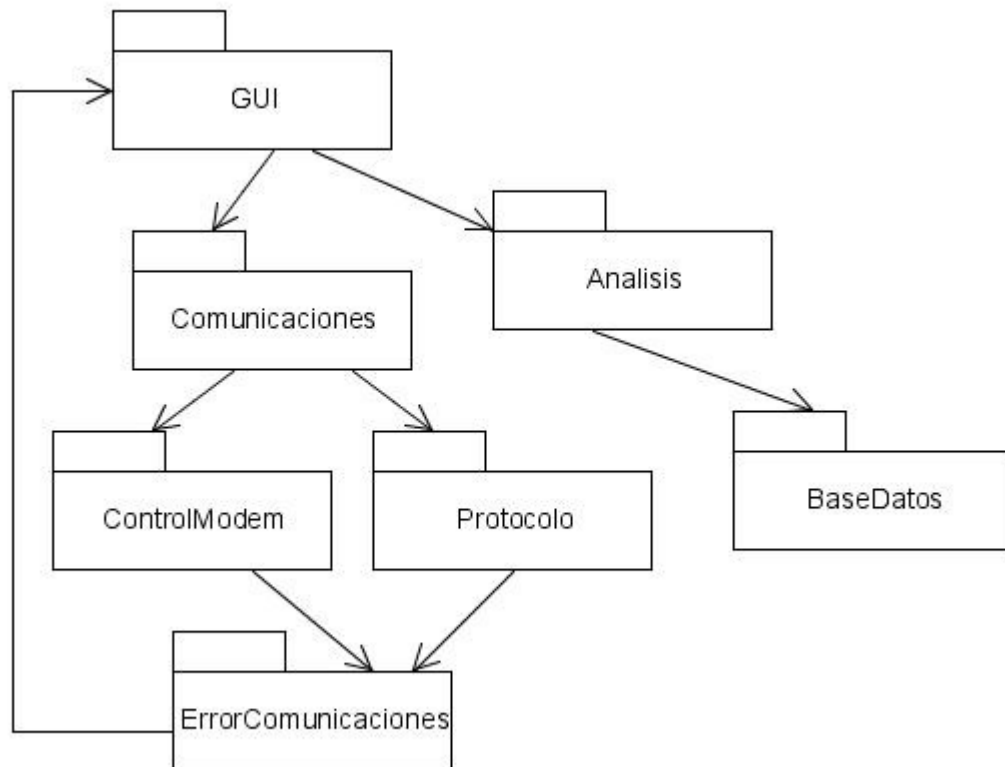 GUI
Analisis
Comunicaciones
ControlModem
Protocolo
BaseDatos
ErrorComunicaciones